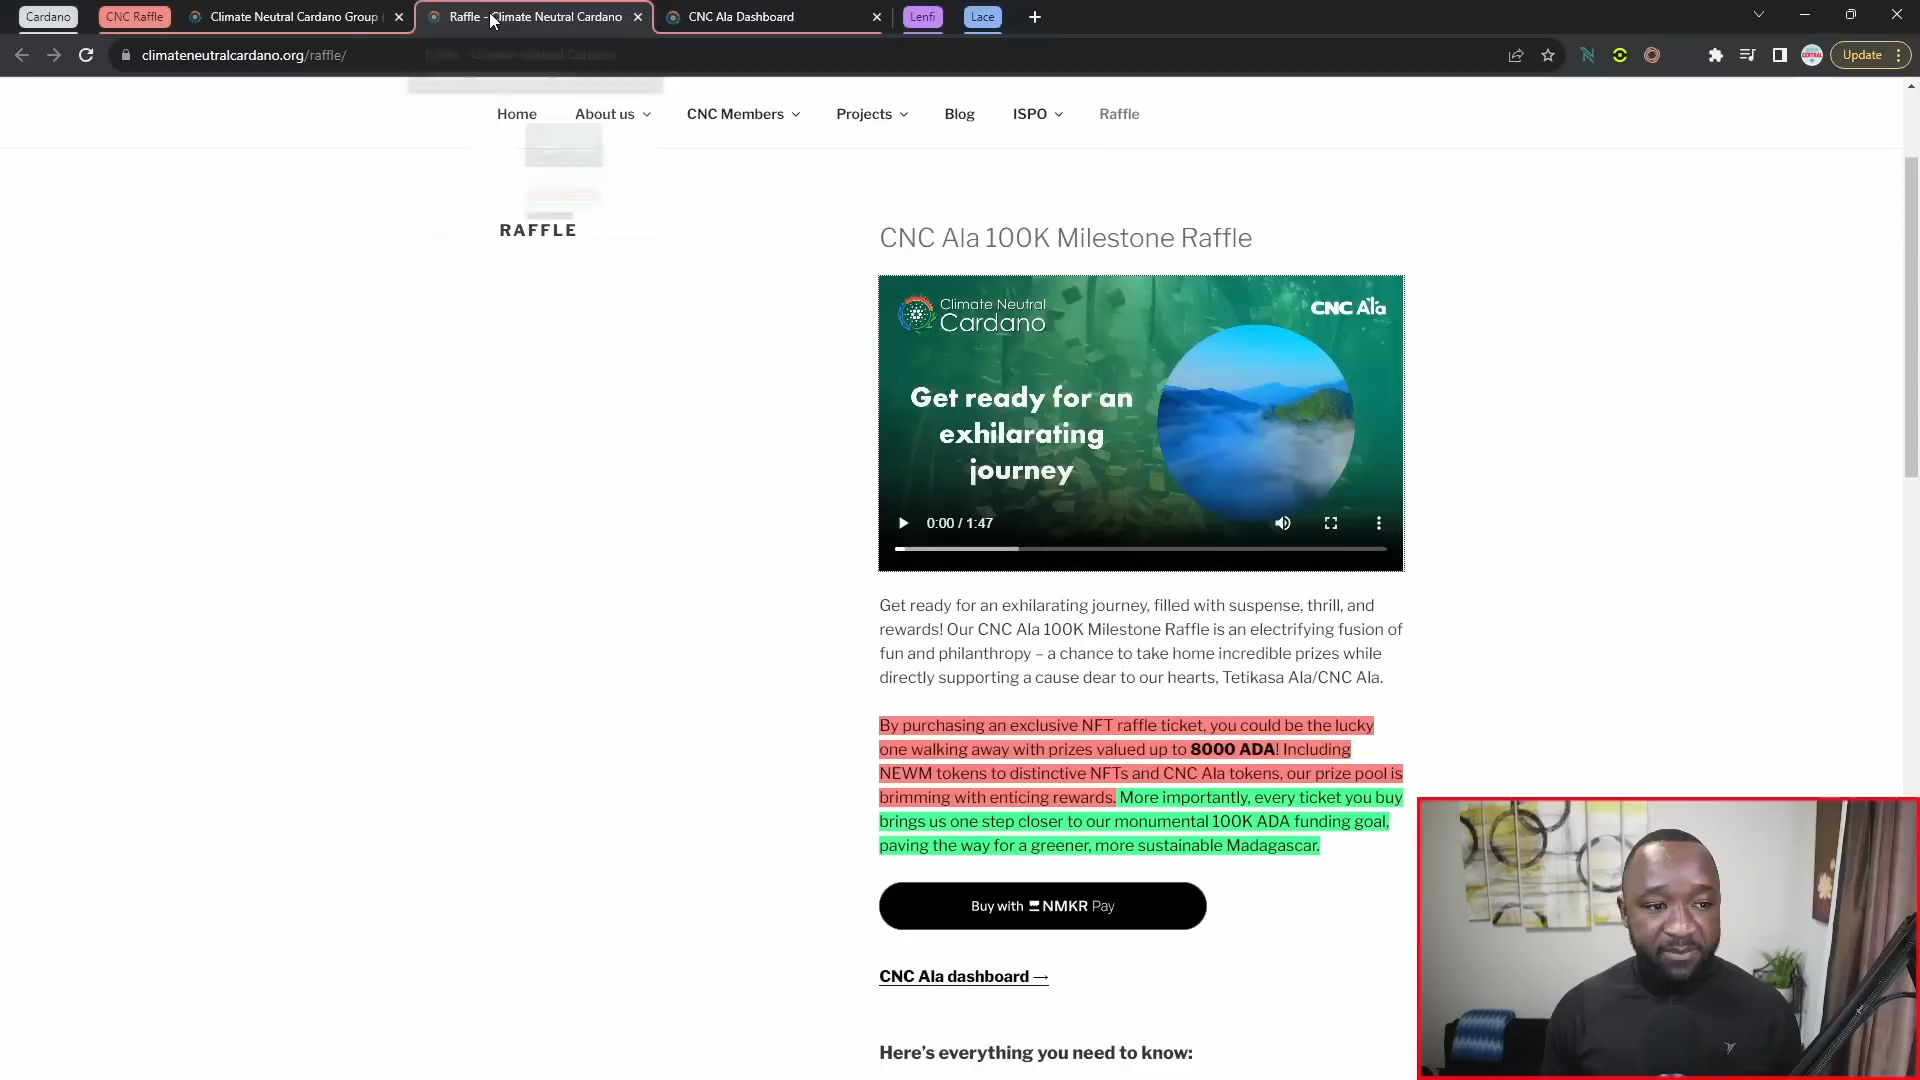 Cardano
CNC Raffle
Climate Neutral Cardano Group
Raffle - Climate Neutral Cardano
CNC Ala Dashboard
Lenfi
Lace
climateneutralcardano.org/raffle/
Update
Home
About us
CNC Members
Projects
Blog
ISPO
Raffle
RAFFLE
CNC Ala 100K Milestone Raffle
Climate Neutral
Cardano
CNC Ala
Get ready for an
exhilarating
journey
0:00 / 1:47
Get ready for an exhilarating journey, filled with suspense, thrill, and
rewards! Our CNC Ala 100K Milestone Raffle is an electrifying fusion of
fun and philanthropy – a chance to take home incredible prizes while
directly supporting a cause dear to our hearts, Tetikasa Ala/CNC Ala.
By purchasing an exclusive NFT raffle ticket, you could be the lucky
one walking away with prizes valued up to 8000 ADA! Including
NEWM tokens to distinctive NFTs and CNC Ala tokens, our prize pool is
brimming with enticing rewards. More importantly, every ticket you buy
brings us one step closer to our monumental 100K ADA funding goal,
paving the way for a greener, more sustainable Madagascar.
Buy with NMKR Pay
CNC Ala dashboard →
Here's everything you need to know: